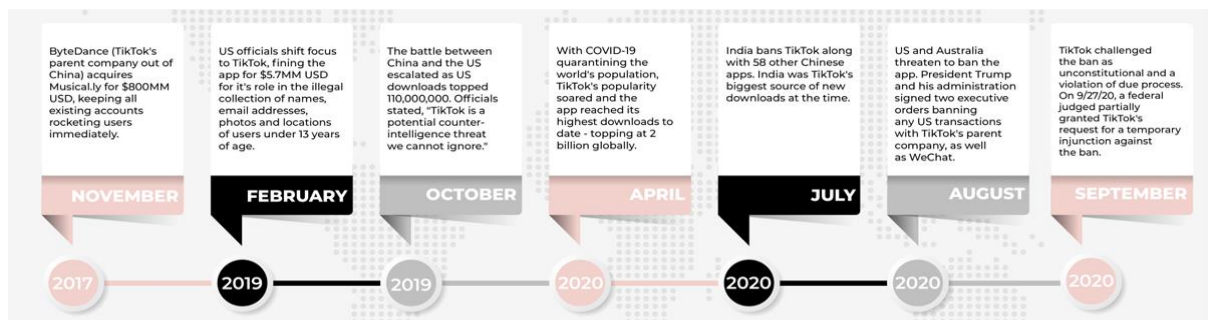 ByteDance (TikTok's
parent company out of
China) acquires
Musical.ly for $800MM
USD, keeping all
existing accounts
rocketing users
immediately.
NOVEMBER
2017
US officials shift focus
to TikTok, fining the
app for $5.7MM USD
for it's role in the illegal
collection of names,
email addresses,
photos and locations
of users under 13 years
of age.
FEBRUARY
2019
The battle between
China and the US
escalated as US
downloads topped
110,000,000. Officials
stated, "TikTok is a
potential counter-
intelligence threat
we cannot ignore."
OCTOBER
2019
With COVID-19
quarantining the
world's population,
TikTok's popularity
soared and the
app reached its
highest downloads to
date - topping at 2
billion globally.
APRIL
2020
India bans TikTok along
with 58 other Chinese
apps. India was TikTok's
biggest source of new
downloads at the time.
JULY
2020
US and Australia
threaten to ban the
app. President Trump
and his administration
signed two executive
orders banning
any US transactions
with TikTok's parent
company, as well
as WeChat.
AUGUST
2020
TikTok challenged
the ban as
unconstitutional and a
violation of due process.
On 9/27/20, a federal
judged partially
granted TikTok's
request for a temporary
injunction against
the ban.
SEPTEMBER
2020